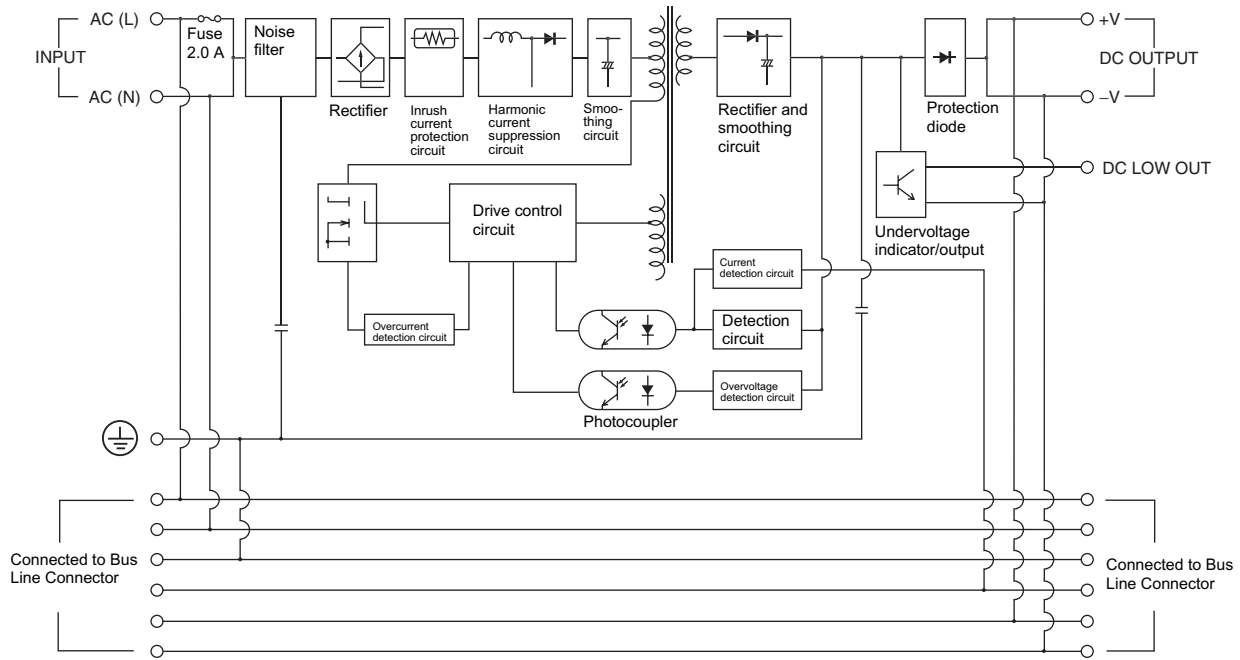 AC (L)
INPUT
AC (N)
Fuse
2.0 A
Noise
filter
Rectifier
Inrush
current
protection
circuit
Harmonic
current
suppression
circuit
Smoo-
thing
circuit
Rectifier and
smoothing
circuit
Protection
diode
+V
DC OUTPUT
–V
DC LOW OUT
Undervoltage
indicator/output
Drive control
circuit
Overcurrent
detection circuit
Current
detection circuit
Detection
circuit
Overvoltage
detection circuit
Photocoupler
Connected to Bus
Line Connector
Connected to Bus
Line Connector